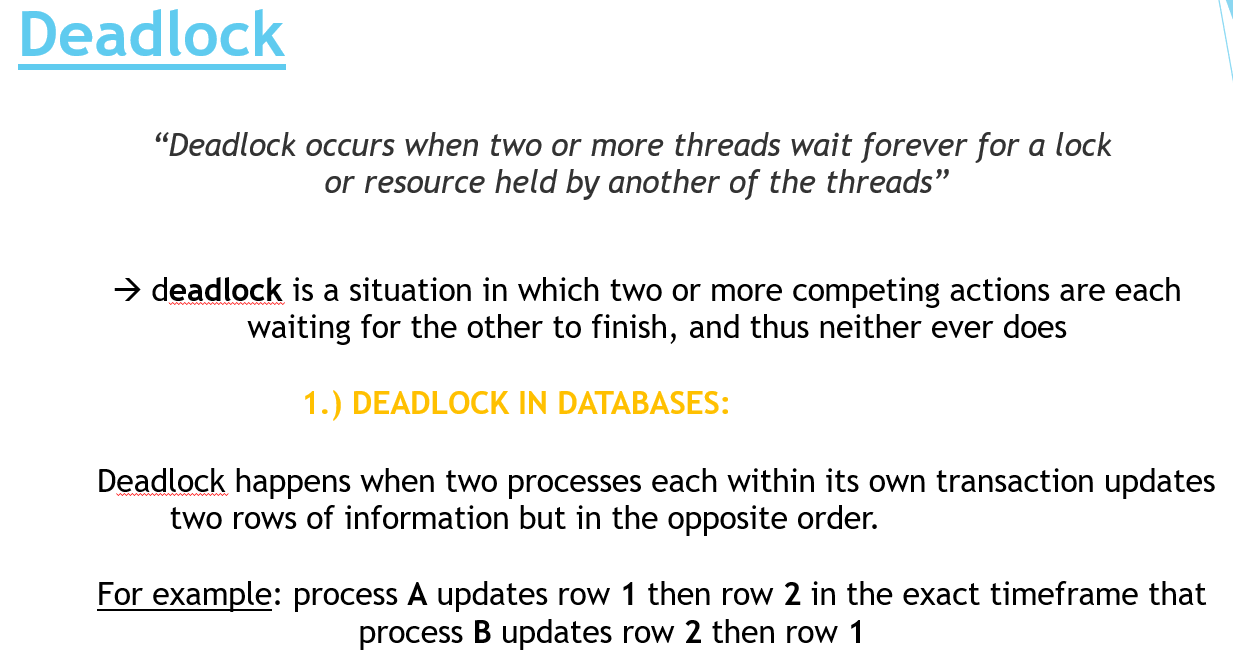 Deadlock
“Deadlock occurs when two or more threads wait forever for a lock
or resource held by another of the threads”
→ deadlock is a situation in which two or more competing actions are each
waiting for the other to finish, and thus neither ever does
1.) DEADLOCK IN DATABASES:
Deadlock happens when two processes each within its own transaction updates
two rows of information but in the opposite order.
For example: process A updates row 1 then row 2 in the exact timeframe that
process B updates row 2 then row 1